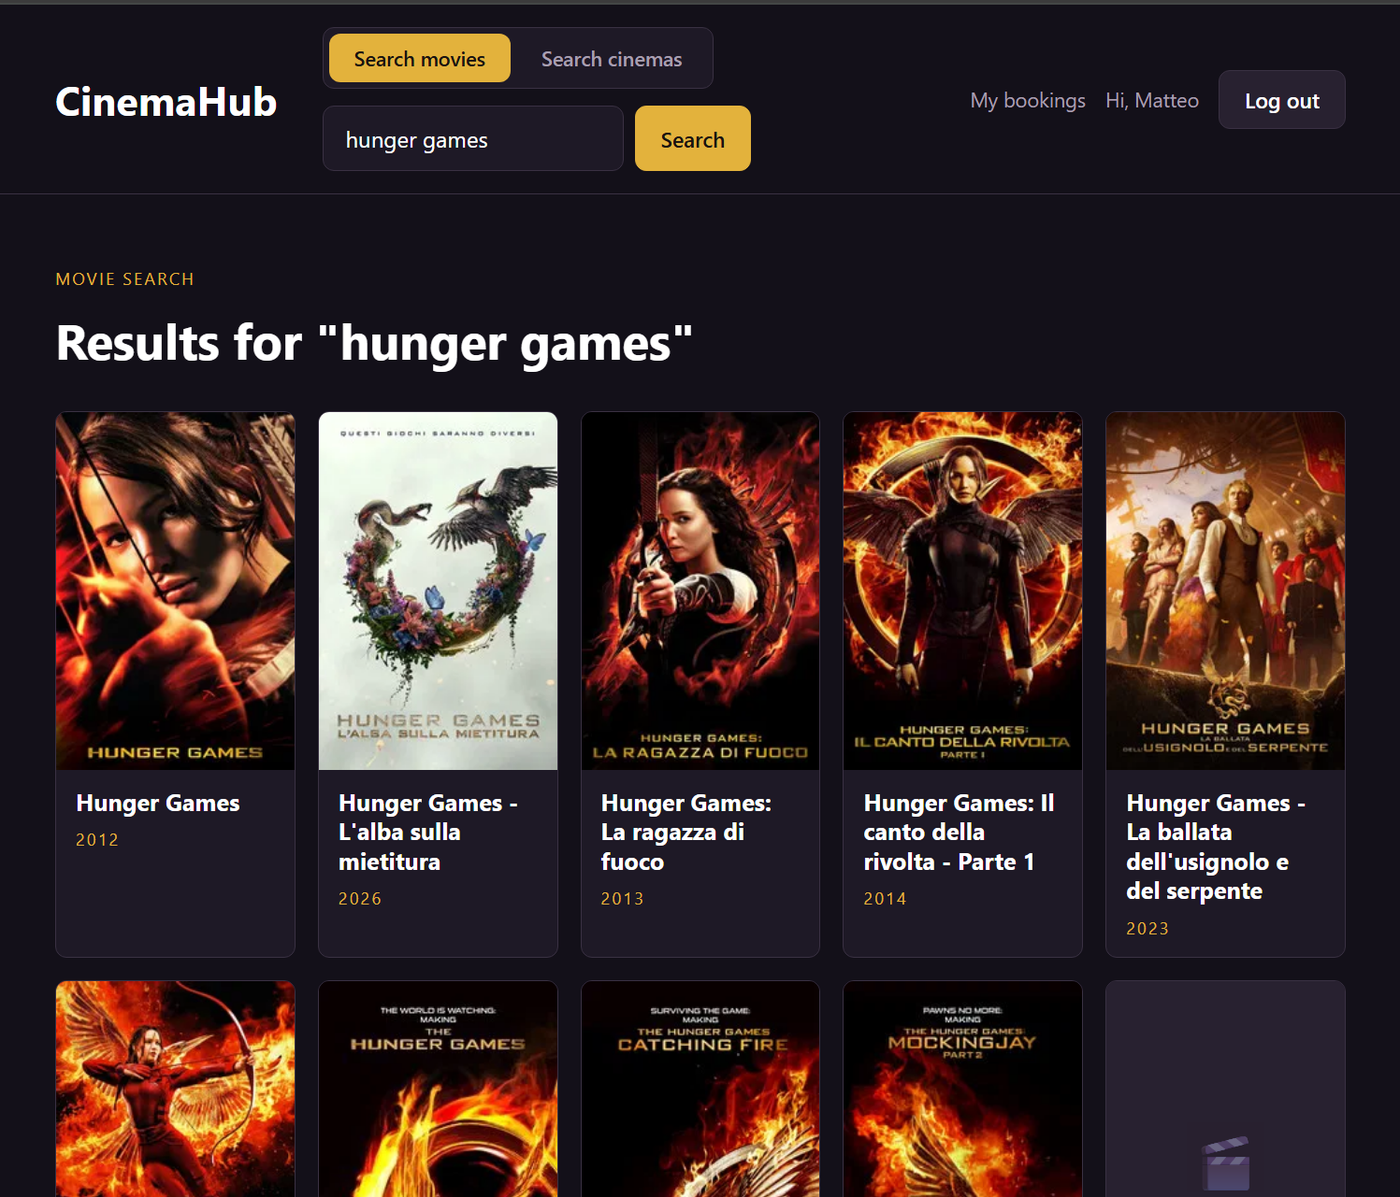 CinemaHub
Search movies
Search cinemas
hunger games
Search
My bookings
Hi, Matteo
Log out
MOVIE SEARCH
Results for "hunger games"
HUNGER GAMES
Hunger Games
2012
QUESTI GIOCHI SARANNO DIVERSI
HUNGER GAMES
L'ALBA SULLA MIETITURA
Hunger Games -
L'alba sulla
mietitura
2026
HUNGER GAMES:
LA RAGAZZA DI FUOCO
Hunger Games:
La ragazza di
fuoco
2013
HUNGER GAMES:
IL CANTO DELLA RIVOLTA
PARTE I
Hunger Games: Il
canto della
rivolta - Parte 1
2014
HUNGER GAMES
LA BALLATA
DELL'USIGNOLO E DEL SERPENTE
Hunger Games -
La ballata
dell'usignolo e
del serpente
2023
THE WORLD IS WATCHING:
MAKING
THE
HUNGER GAMES
SURVIVING THE GAME:
MAKING
THE HUNGER GAMES
CATCHING FIRE
PAWNS NO MORE:
MAKING
THE HUNGER GAMES:
MOCKINGJAY
PART 2